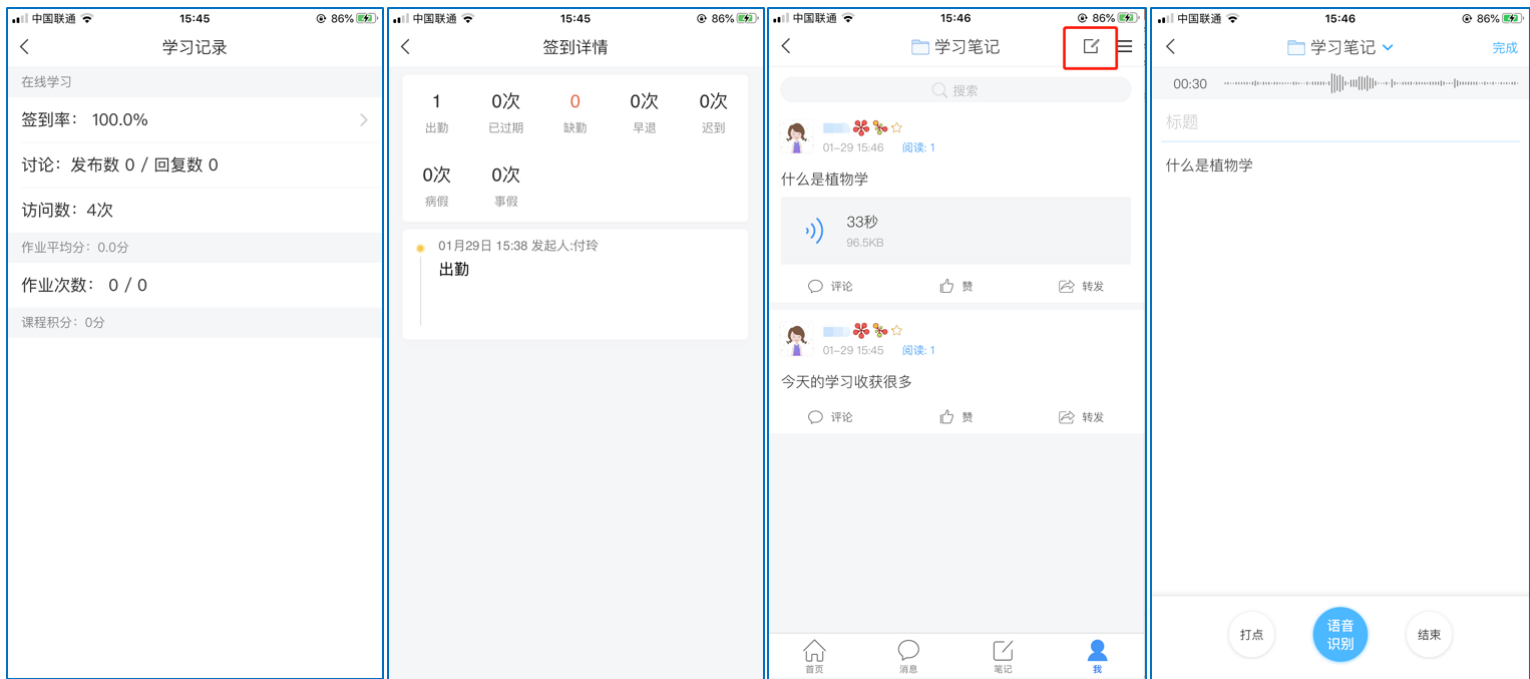 中国联通
15:45
86%
学习记录
在线学习
签到率: 100.0%
讨论: 发布数 0 / 回复数 0
访问数: 4次
作业平均分: 0.0分
作业次数: 0 / 0
课程积分: 0分
中国联通
15:45
86%
签到详情
1 0次 0 0次 0次
出勤 已过期 缺勤 早退 迟到
0次 0次
病假 事假
01月29日 15:38 发起人:付玲
出勤
中国联通
15:46
86%
学习笔记
搜索
01-29 15:46 阅读: 1
什么是植物学
33秒
96.5KB
评论 赞 转发
01-29 15:45 阅读: 1
今天的学习收获很多
评论 赞 转发
首页 消息 笔记 我
中国联通
15:46
86%
学习笔记
完成
00:30
标题
什么是植物学
打点
语音
识别
结束